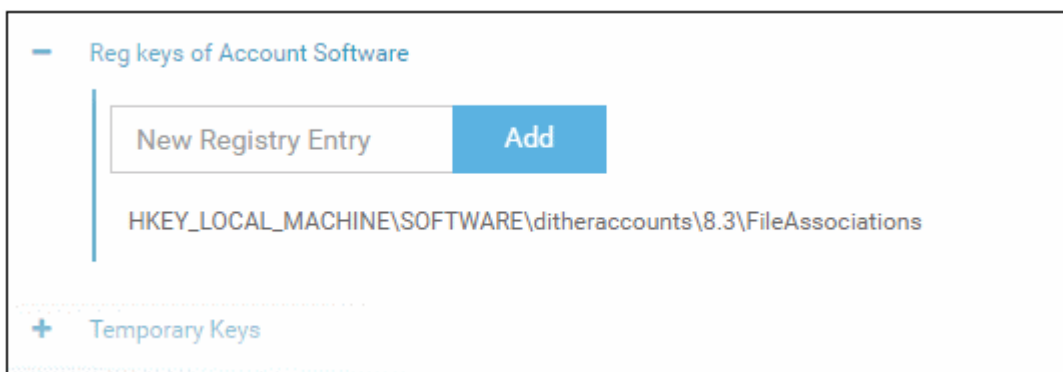 Reg keys of Account Software
New Registry Entry
Add
HKEY_LOCAL_MACHINE\SOFTWARE\ditheraccounts\8.3\FileAssociations
Temporary Keys